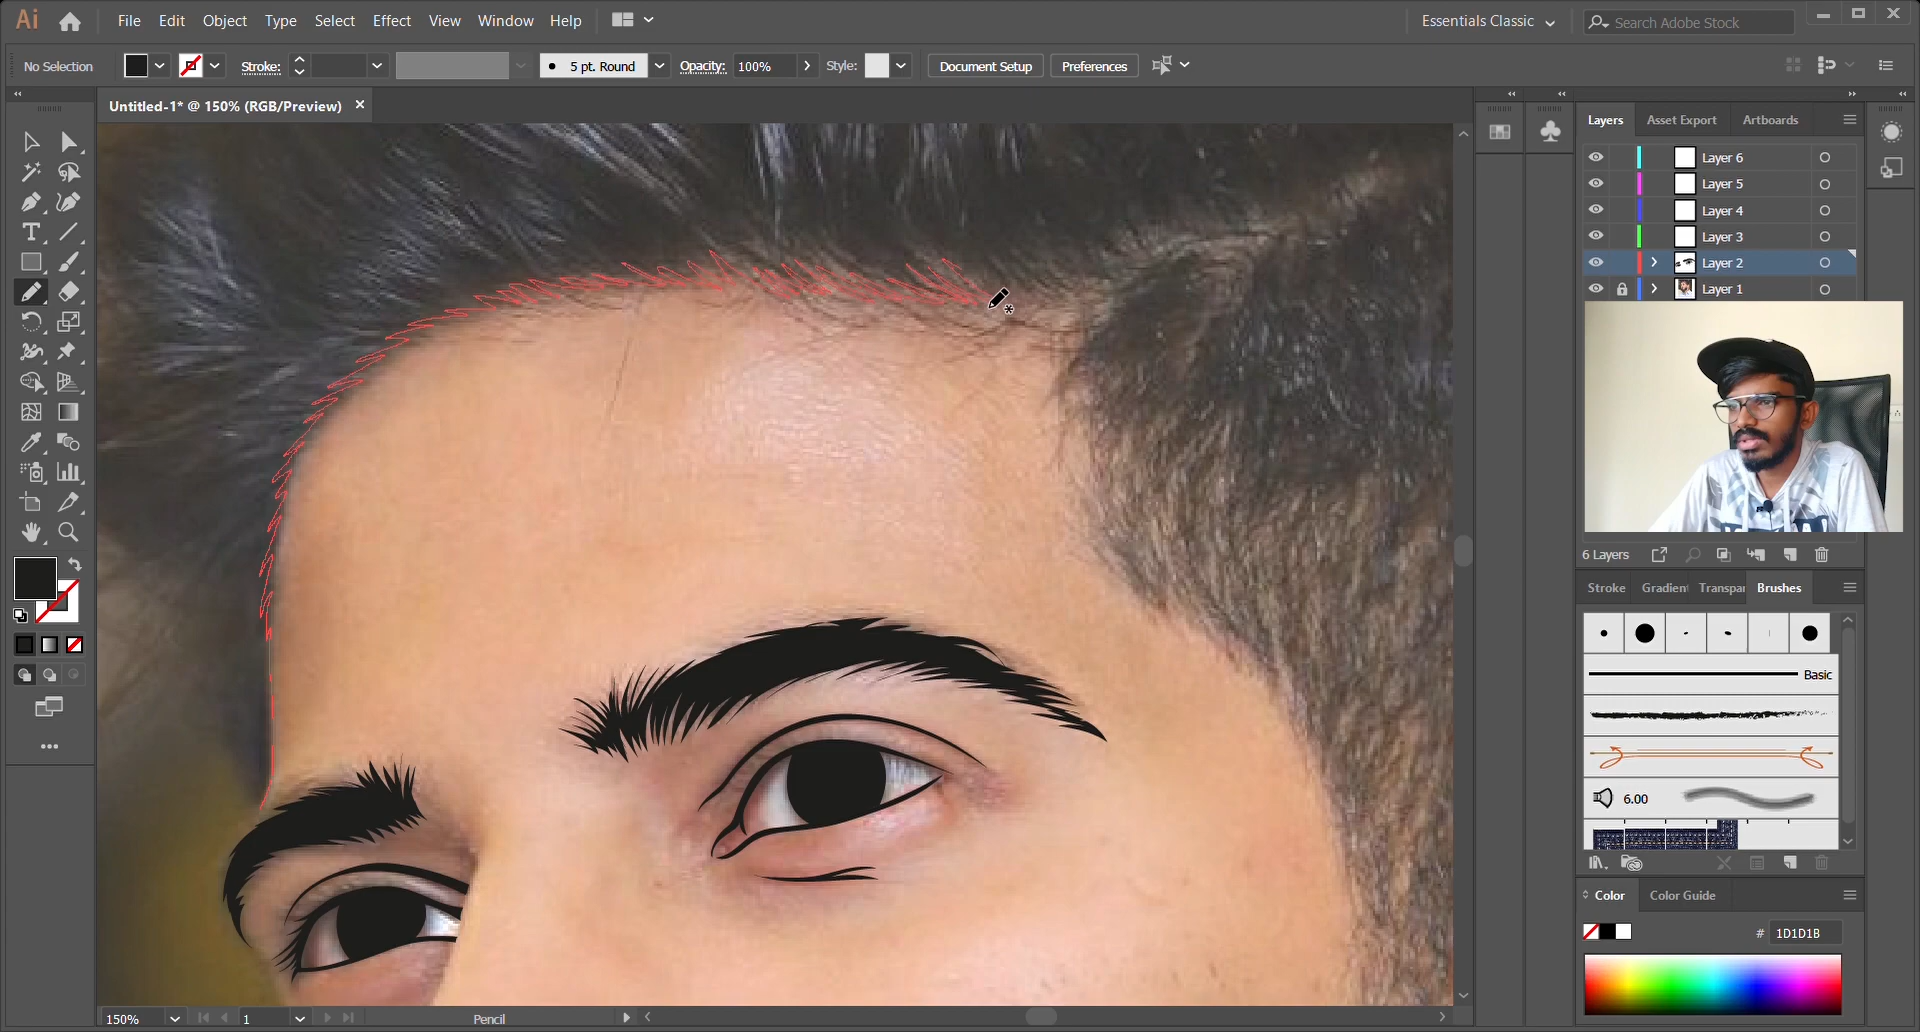 Ai File Edit Object Type Select Effect View Window Help Essentials Classic Search Adobe Stock
No Selection Stroke: 5 pt. Round Opacity: 100% Style: Document Setup Preferences
Untitled-1* @ 150% (RGB/Preview) ×
Layers Asset Export Artboards
Layer 6
Layer 5
Layer 4
Layer 3
Layer 2
Layer 1
6 Layers
Stroke Gradient Transpar Brushes
Basic
6.00
Color Color Guide
# 1D1D1B
150% 1 Pencil